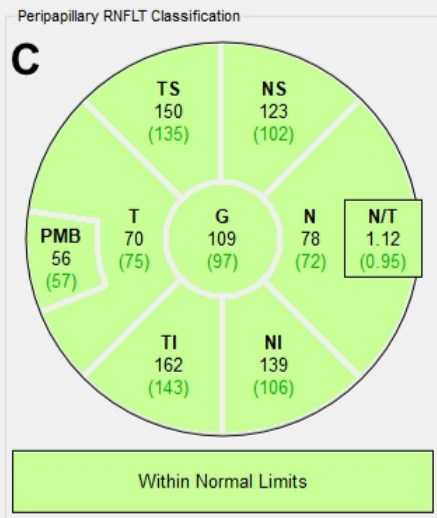 Peripapillary RNFLT Classification
C
TS
150
(135)
NS
123
(102)
PMB
56
(57)
T
70
(75)
G
109
(97)
N
78
(72)
N/T
1.12
(0.95)
TI
162
(143)
NI
139
(106)
Within Normal Limits